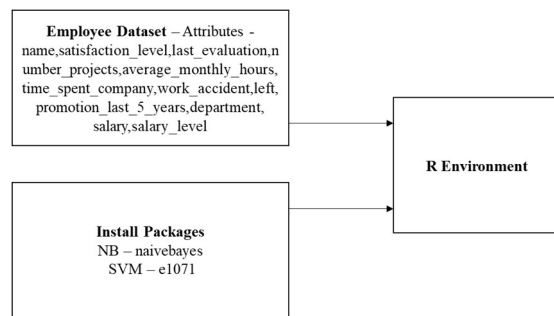 Employee Dataset – Attributes -
name,satisfaction_level,last_evaluation,n
umber_projects,average_monthly_hours,
time_spent_company,work_accident,left,
promotion_last_5_years,department,
salary,salary_level
R Environment
Install Packages
NB – naivebayes
SVM – e1071